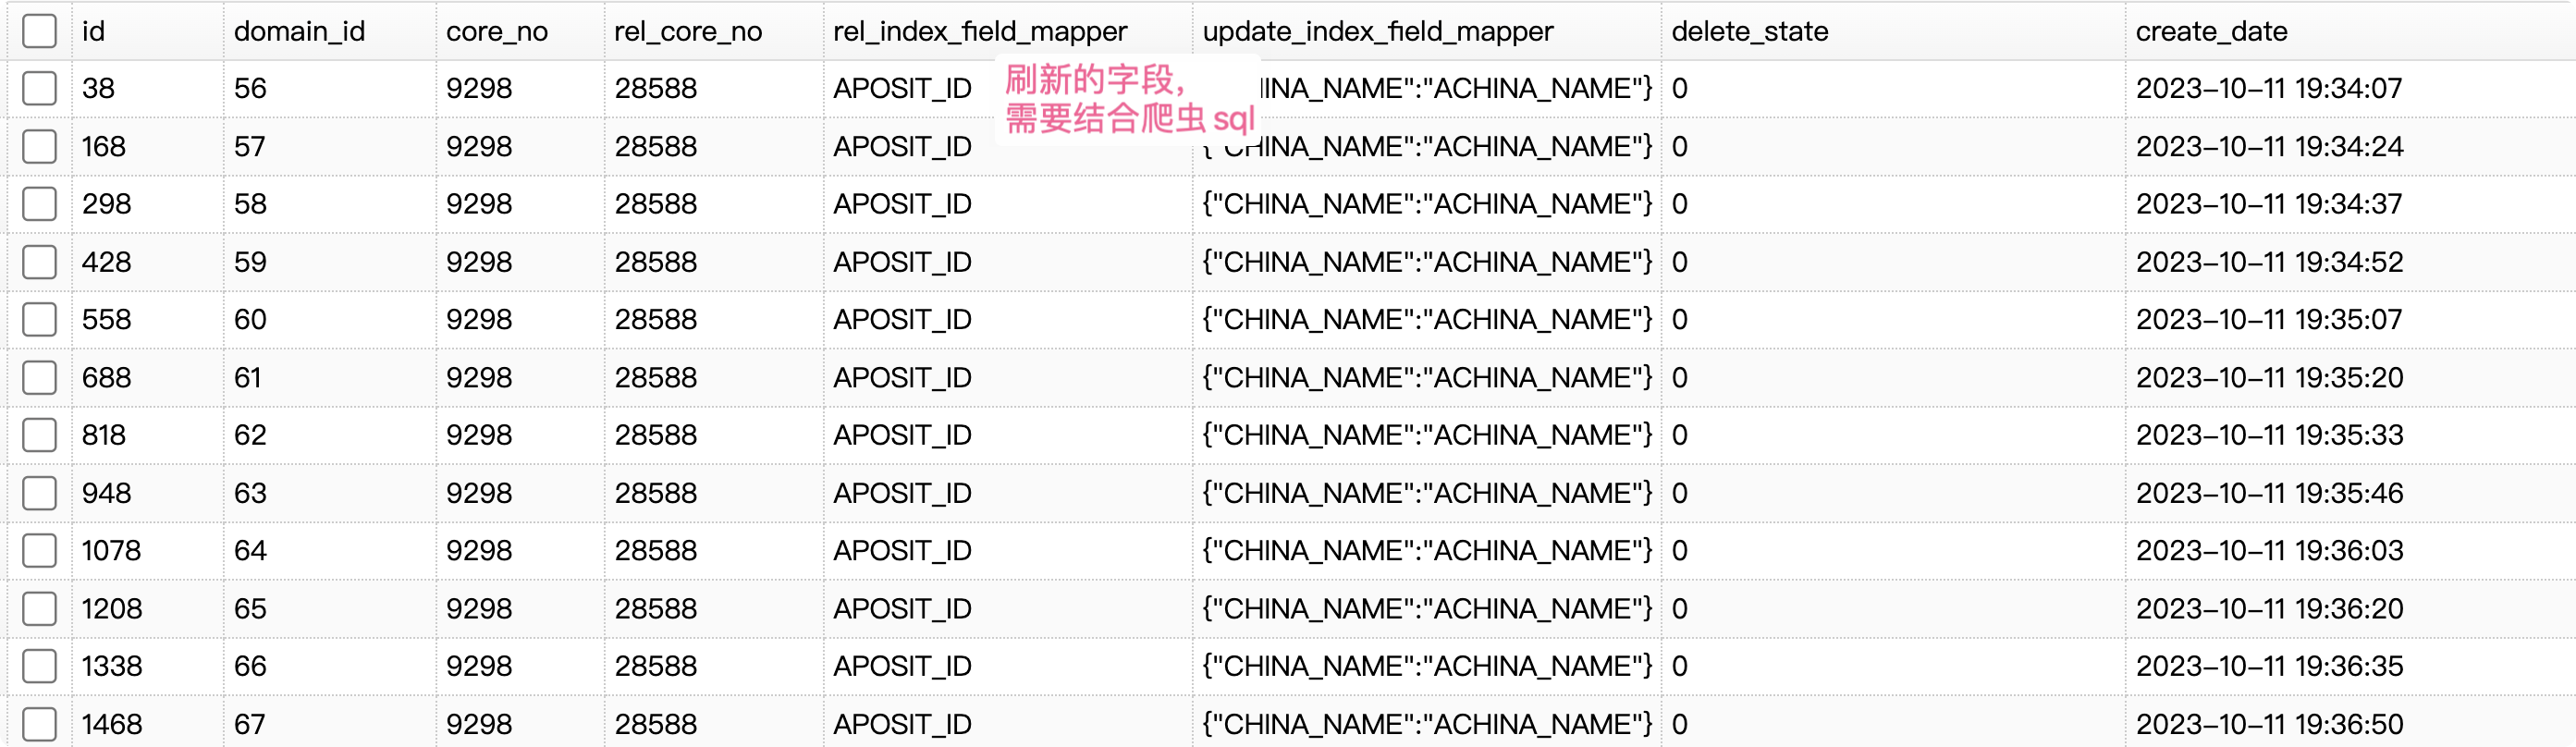 id domain_id core_no rel_core_no rel_index_field_mapper update_index_field_mapper delete_state create_date
38 56 9298 28588 APOSIT_ID INA_NAME":"ACHINA_NAME"} 0 2023-10-11 19:34:07
刷新的字段，
需要结合爬虫 sql
168 57 9298 28588 APOSIT_ID {"CHINA_NAME":"ACHINA_NAME"} 0 2023-10-11 19:34:24
298 58 9298 28588 APOSIT_ID {"CHINA_NAME":"ACHINA_NAME"} 0 2023-10-11 19:34:37
428 59 9298 28588 APOSIT_ID {"CHINA_NAME":"ACHINA_NAME"} 0 2023-10-11 19:34:52
558 60 9298 28588 APOSIT_ID {"CHINA_NAME":"ACHINA_NAME"} 0 2023-10-11 19:35:07
688 61 9298 28588 APOSIT_ID {"CHINA_NAME":"ACHINA_NAME"} 0 2023-10-11 19:35:20
818 62 9298 28588 APOSIT_ID {"CHINA_NAME":"ACHINA_NAME"} 0 2023-10-11 19:35:33
948 63 9298 28588 APOSIT_ID {"CHINA_NAME":"ACHINA_NAME"} 0 2023-10-11 19:35:46
1078 64 9298 28588 APOSIT_ID {"CHINA_NAME":"ACHINA_NAME"} 0 2023-10-11 19:36:03
1208 65 9298 28588 APOSIT_ID {"CHINA_NAME":"ACHINA_NAME"} 0 2023-10-11 19:36:20
1338 66 9298 28588 APOSIT_ID {"CHINA_NAME":"ACHINA_NAME"} 0 2023-10-11 19:36:35
1468 67 9298 28588 APOSIT_ID {"CHINA_NAME":"ACHINA_NAME"} 0 2023-10-11 19:36:50